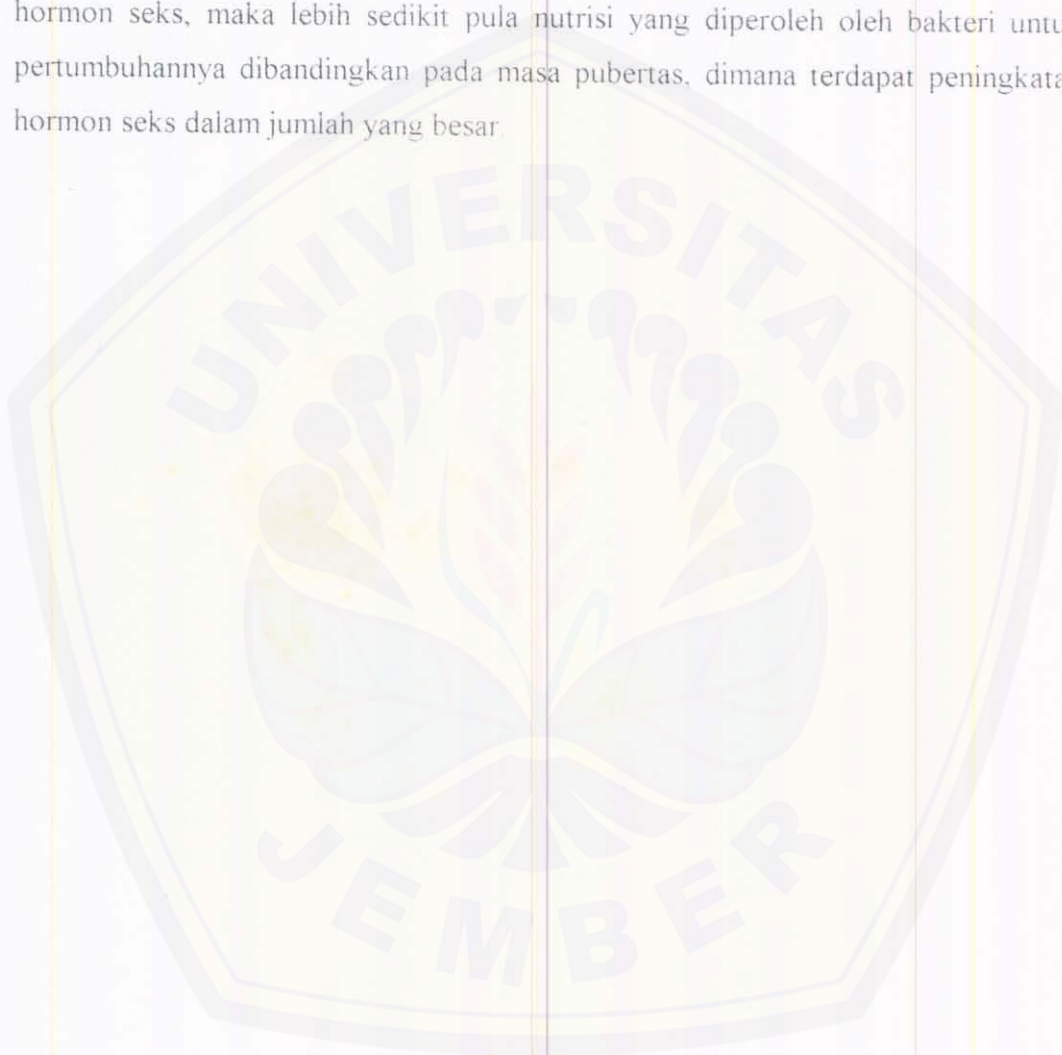 hormon seks, maka lebih sedikit pula nutrisi yang diperoleh oleh bakteri untu
pertumbuhannya dibandingkan pada masa pubertas, dimana terdapat peningkata
hormon seks dalam jumlah yang besar.
UNIVERSITAS
JEMBER